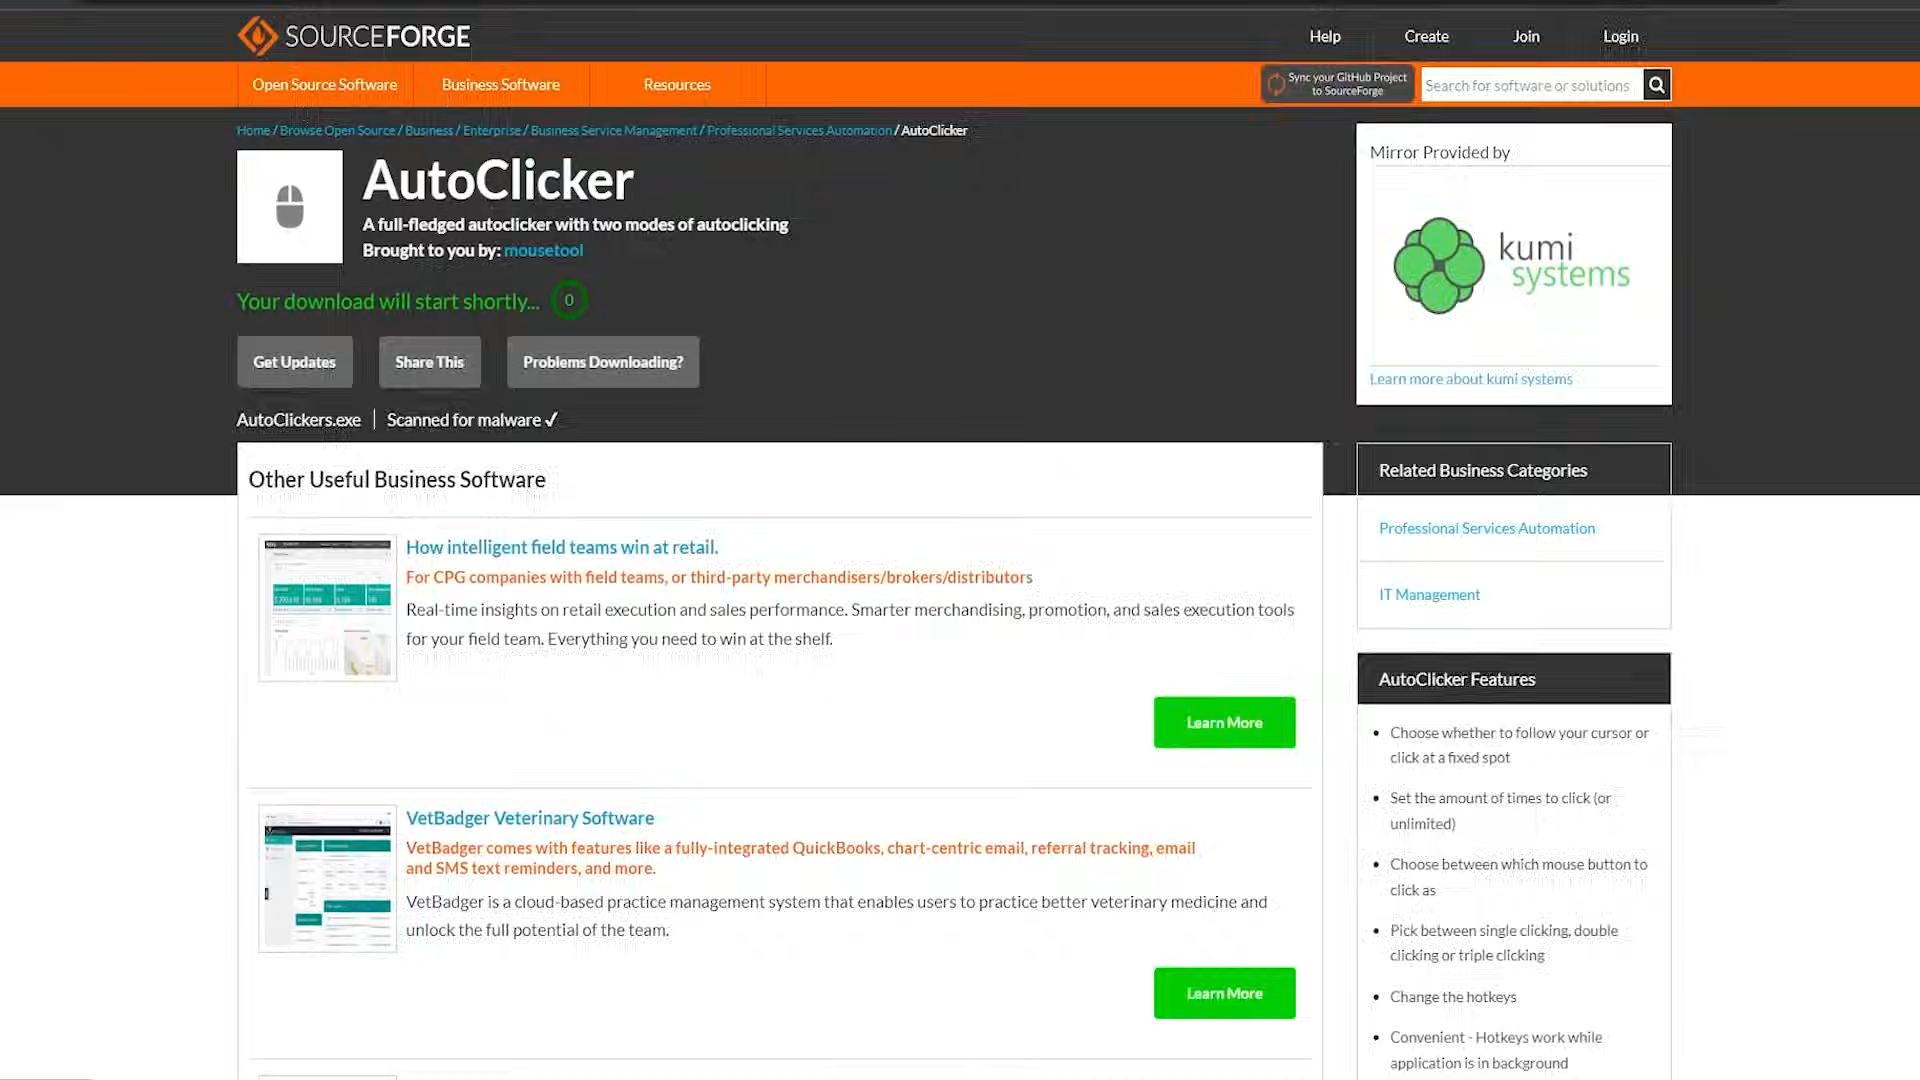 SOURCEFORGE
Help
Create
Join
Login
Open Source Software
Business Software
Resources
Sync your GitHub Project
to SourceForge
Search for software or solutions
Home / Browse Open Source / Business / Enterprise / Business Service Management / Professional Services Automation / AutoClicker
AutoClicker
A full-fledged autoclicker with two modes of autoclicking
Brought to you by: mousetool
Your download will start shortly... 0
Get Updates
Share This
Problems Downloading?
AutoClickers.exe
Scanned for malware ✓
Mirror Provided by
kumi
systems
Learn more about kumi systems
Other Useful Business Software
How intelligent field teams win at retail.
For CPG companies with field teams, or third-party merchandisers/brokers/distributors
Real-time insights on retail execution and sales performance. Smarter merchandising, promotion, and sales execution tools
for your field team. Everything you need to win at the shelf.
Learn More
VetBadger Veterinary Software
VetBadger comes with features like a fully-integrated QuickBooks, chart-centric email, referral tracking, email
and SMS text reminders, and more.
VetBadger is a cloud-based practice management system that enables users to practice better veterinary medicine and
unlock the full potential of the team.
Learn More
Related Business Categories
Professional Services Automation
IT Management
AutoClicker Features
• Choose whether to follow your cursor or
click at a fixed spot
• Set the amount of times to click (or
unlimited)
• Choose between which mouse button to
click as
• Pick between single clicking, double
clicking or triple clicking
• Change the hotkeys
• Convenient - Hotkeys work while
application is in background